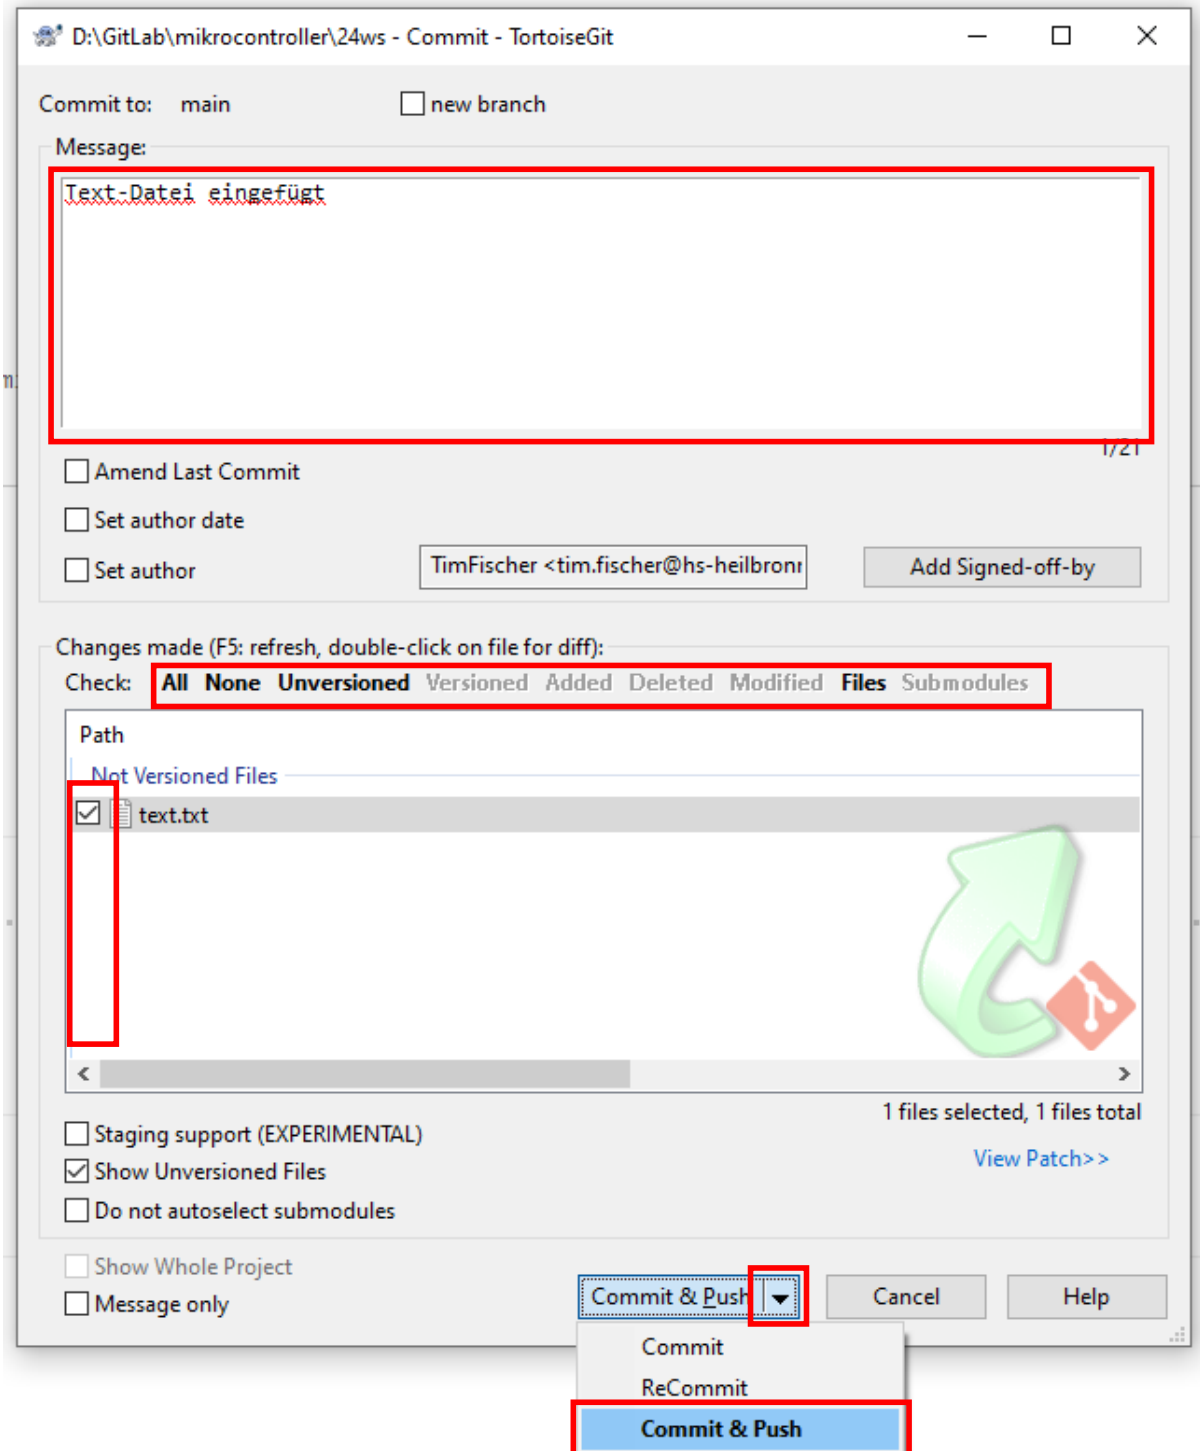 D:\GitLab\mikrocontroller\24ws - Commit - TortoiseGit
Commit to: main new branch
Message:
Text-Datei eingefügt
1/21
Amend Last Commit
Set author date
Set author TimFischer <tim.fischer@hs-heilbronn Add Signed-off-by
Changes made (F5: refresh, double-click on file for diff):
Check: All None Unversioned Versioned Added Deleted Modified Files Submodules
Path
Not Versioned Files
text.txt
1 files selected, 1 files total
Staging support (EXPERIMENTAL)
View Patch>>
Show Unversioned Files
Do not autoselect submodules
Show Whole Project
Message only
Commit & Push Cancel Help
Commit
ReCommit
Commit & Push